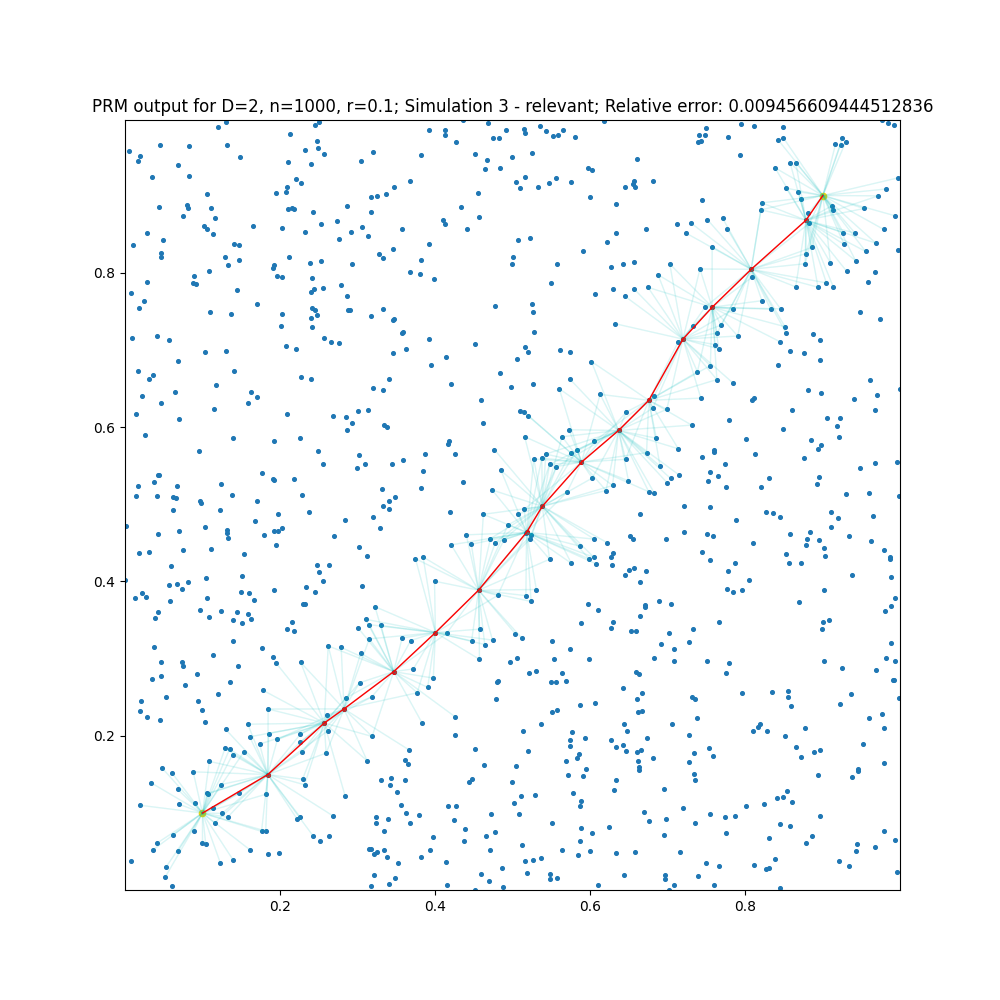 PRM output for D=2, n=1000, r=0.1; Simulation 3 - relevant; Relative error: 0.009456609444512836
0.8
0.6
0.4
0.2
0.2 0.4 0.6 0.8